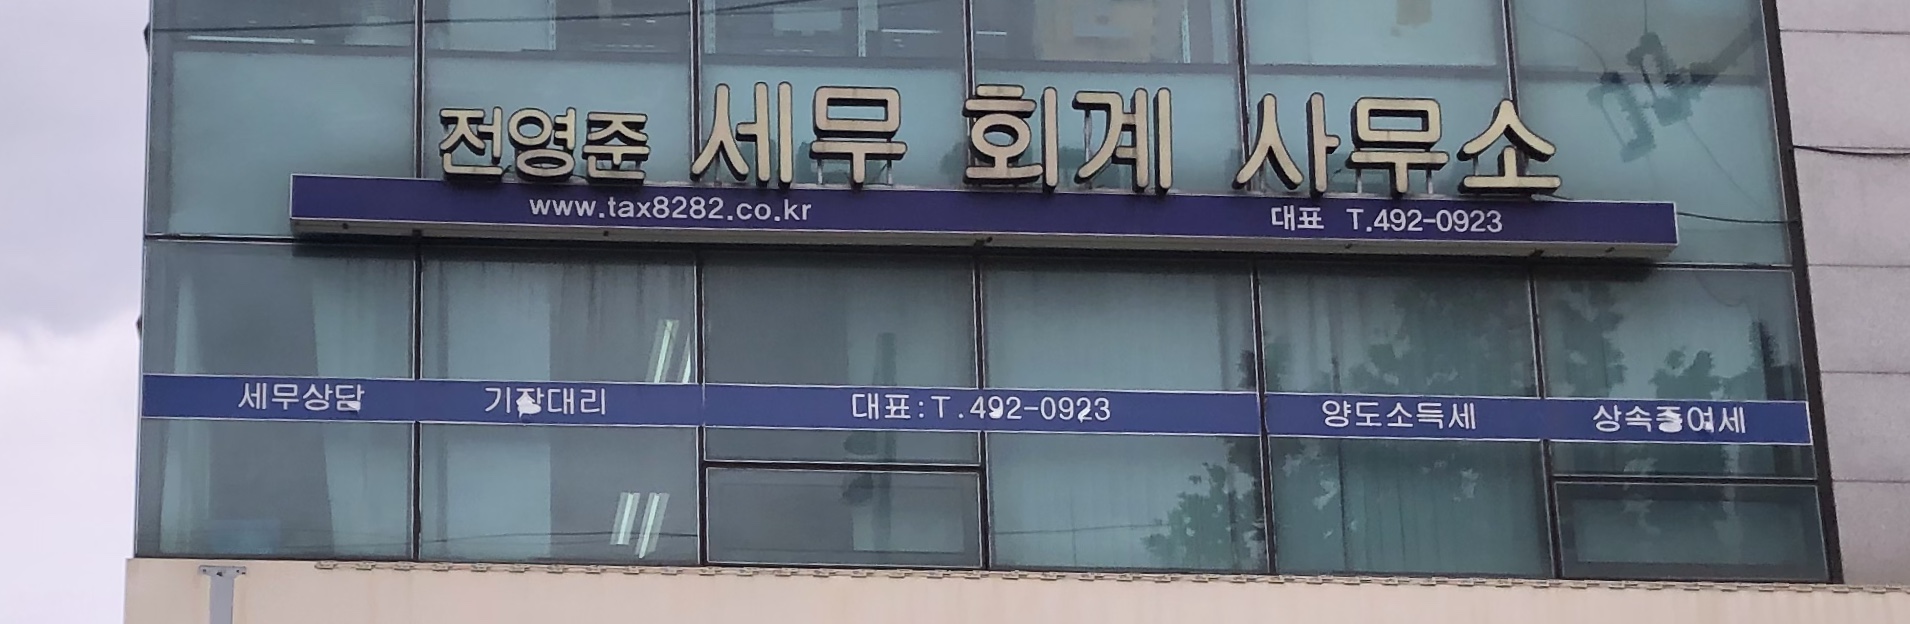 전영준 세무 회계 사무소
www.tax8282.co.kr 대표 T.492-0923
세무상담 기장대리 대표:T.492-0923 양도소득세 상속증여세